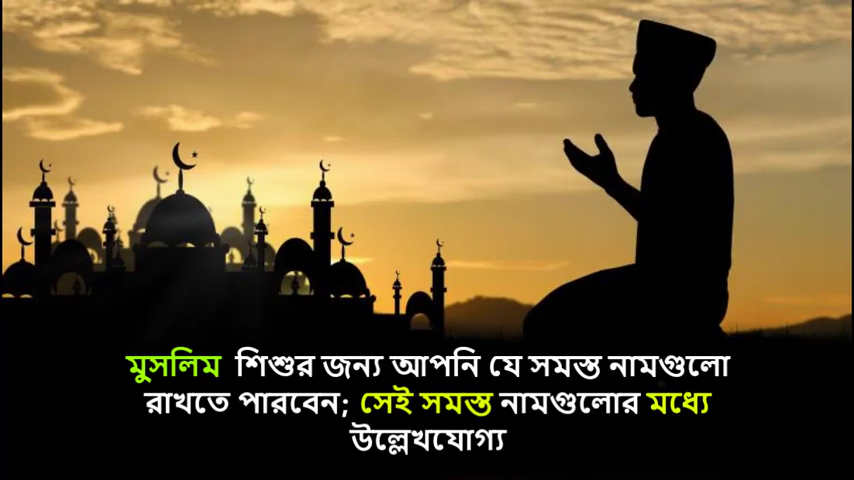 মুসলিম শিশুর জন্য আপনি যে সমস্ত নামগুলো
রাখতে পারবেন; সেই সমস্ত নামগুলোর মধ্যে
উল্লেখযোগ্য